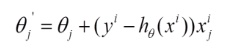 θ_j' = θ_j + (y^i − h_θ(x^i))x_j^i